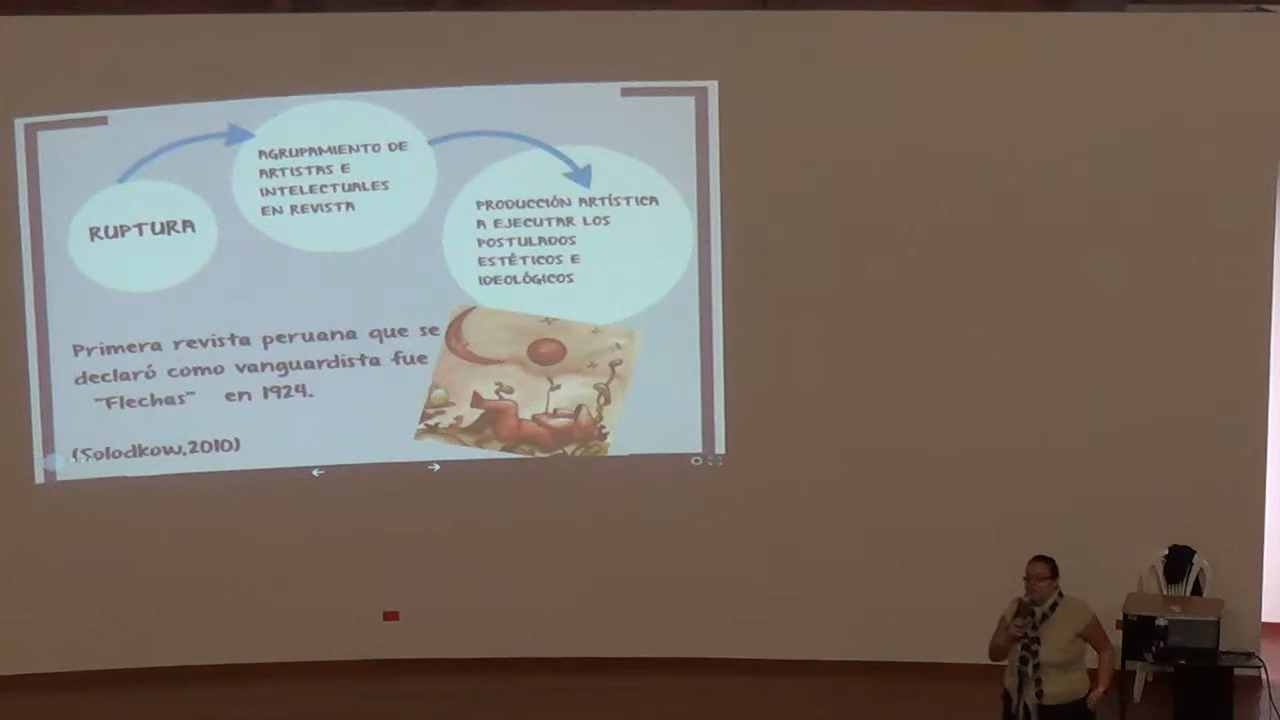 RUPTURA
AGRUPAMIENTO DE
ARTISTAS E
INTELECTUALES
EN REVISTA
PRODUCCIÓN ARTÍSTICA
A EJECUTAR LOS
POSTULADOS
ESTÉTICOS E
IDEOLÓGICOS
Primera revista peruana que se
declaró como vanguardista fue
"Flechas" en 1924.
(Solodkow,2010)